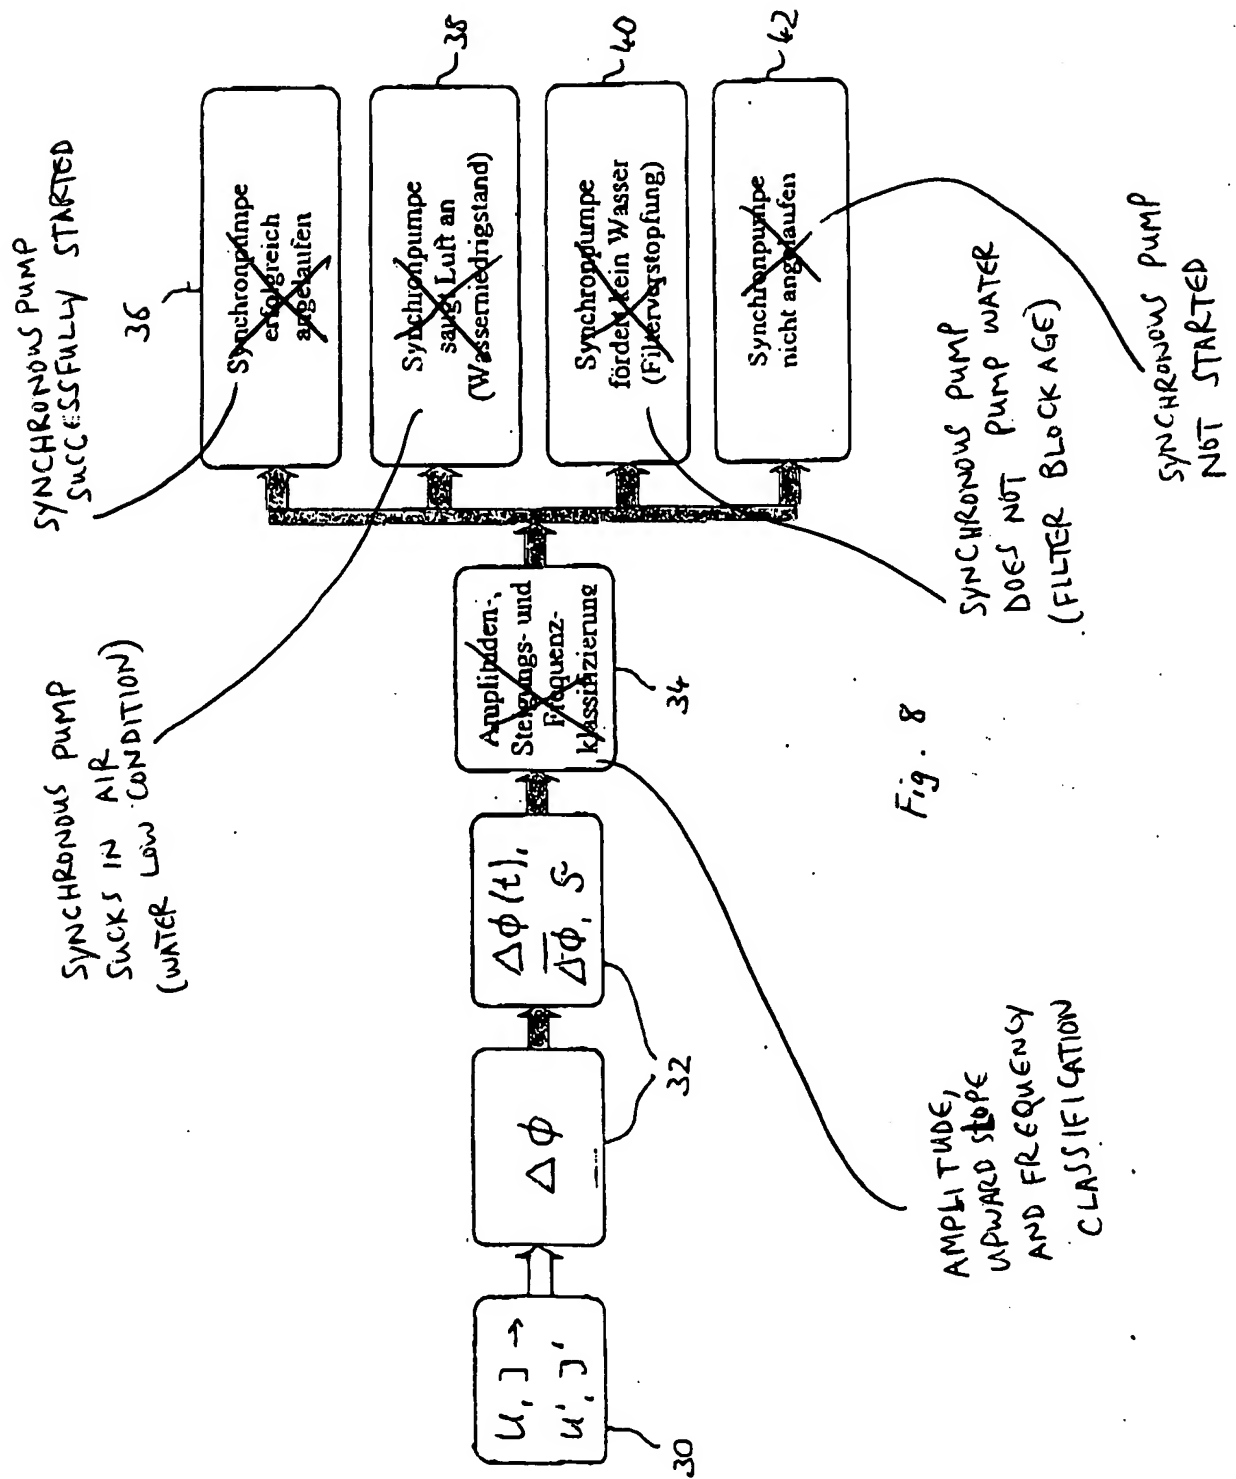 SYNCHRONOUS PUMP
SUCCESSFULLY STARTED
36
Synchronpumpe
erfolgreich
angelaufen
SYNCHRONOUS PUMP
SUCKS IN AIR
(WATER LOW CONDITION)
38
Synchronpumpe
saugt Luft an
(Wasserniedrigstand)
40
Synchronpumpe
fördert kein Wasser
(Filterverstopfung)
42
Synchronpumpe
nicht angelaufen
U, J →
U', J'
30
Δϕ
Δϕ(t),
32
Amplituden-,
Steigungs- und
Frequenz-
klassifizierung
34
SYNCHRONOUS PUMP
DOES NOT PUMP WATER
(FILTER BLOCKAGE)
SYNCHRONOUS PUMP
NOT STARTED
AMPLITUDE,
UPWARD SLOPE
AND FREQUENCY
CLASSIFICATION
Fig. 8